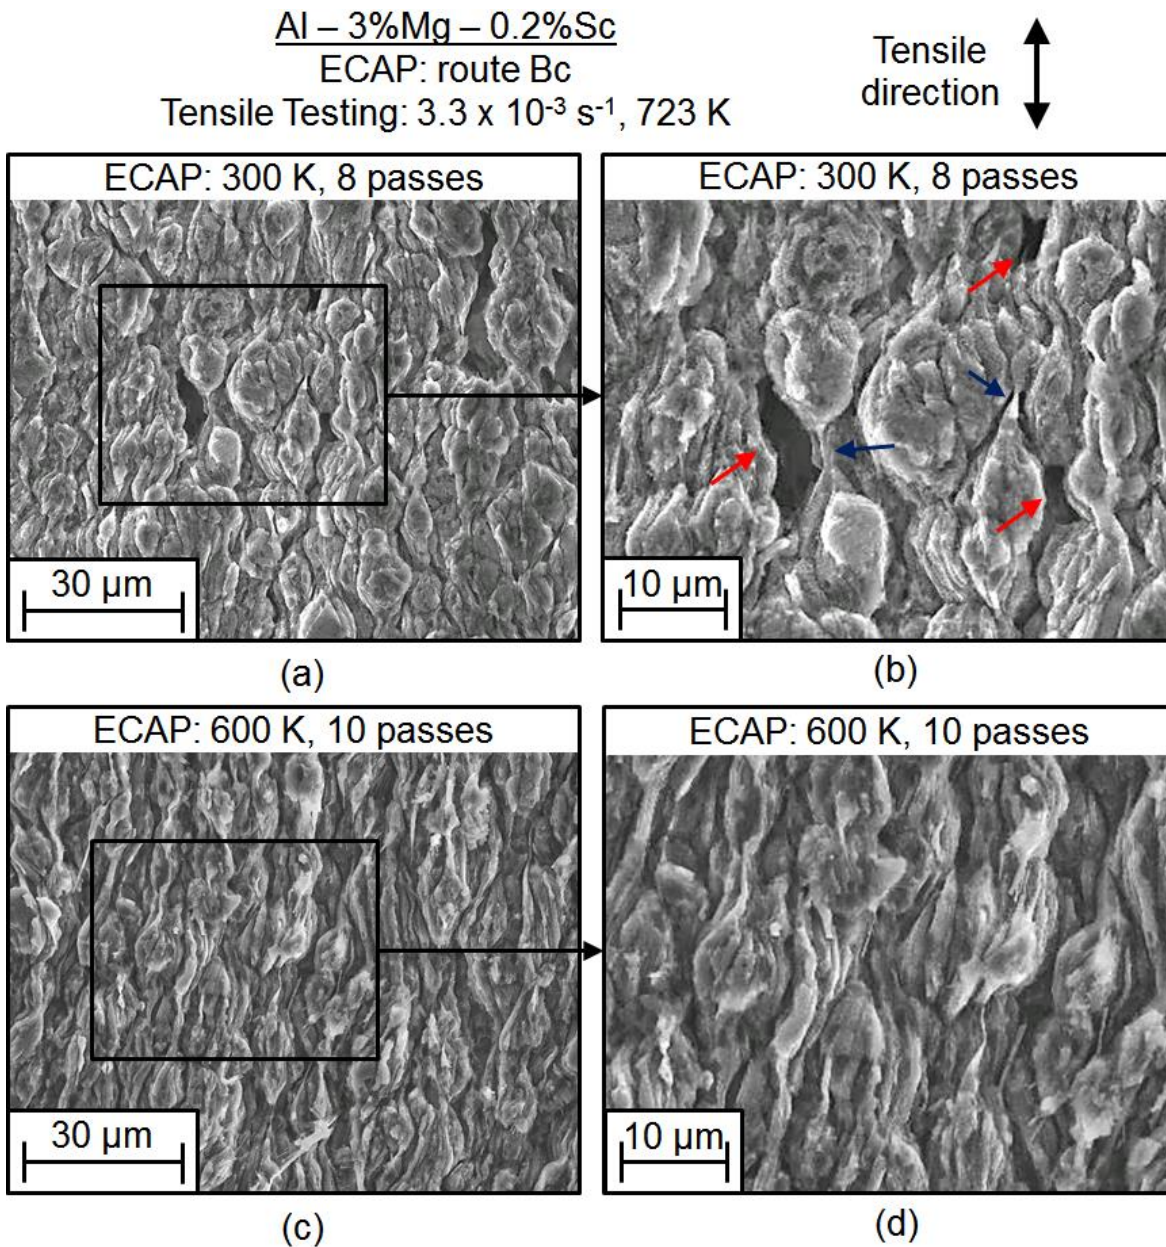 Al – 3%Mg – 0.2%Sc
ECAP: route Bc
Tensile Testing: 3.3 x 10⁻³ s⁻¹, 723 K
Tensile
direction
ECAP: 300 K, 8 passes
ECAP: 300 K, 8 passes
30 µm
10 µm
(a)
(b)
ECAP: 600 K, 10 passes
ECAP: 600 K, 10 passes
30 µm
10 µm
(c)
(d)